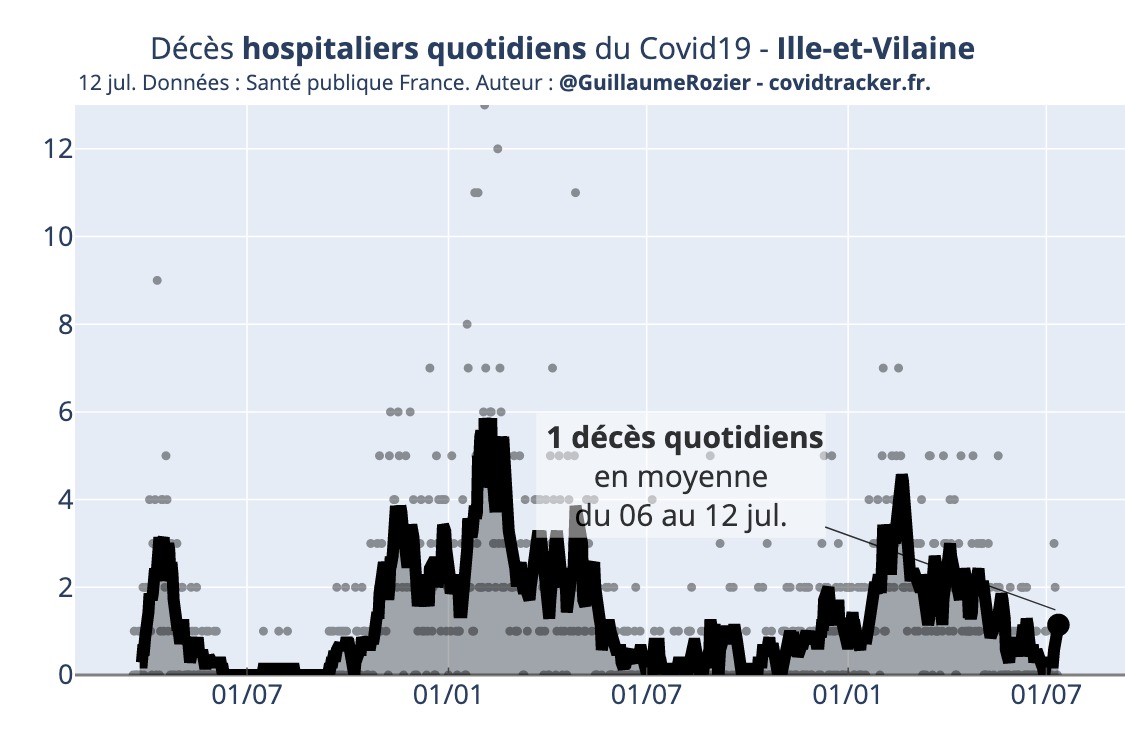 Décès hospitaliers quotidiens du Covid19 - Ille-et-Vilaine
12 jul. Données : Santé publique France. Auteur : @GuillaumeRozier - covidtracker.fr.
12
10
8
6
1 décès quotidiens
en moyenne
4
du 06 au 12 jul.
2
0
01/07 01/01 01/07 01/01 01/07